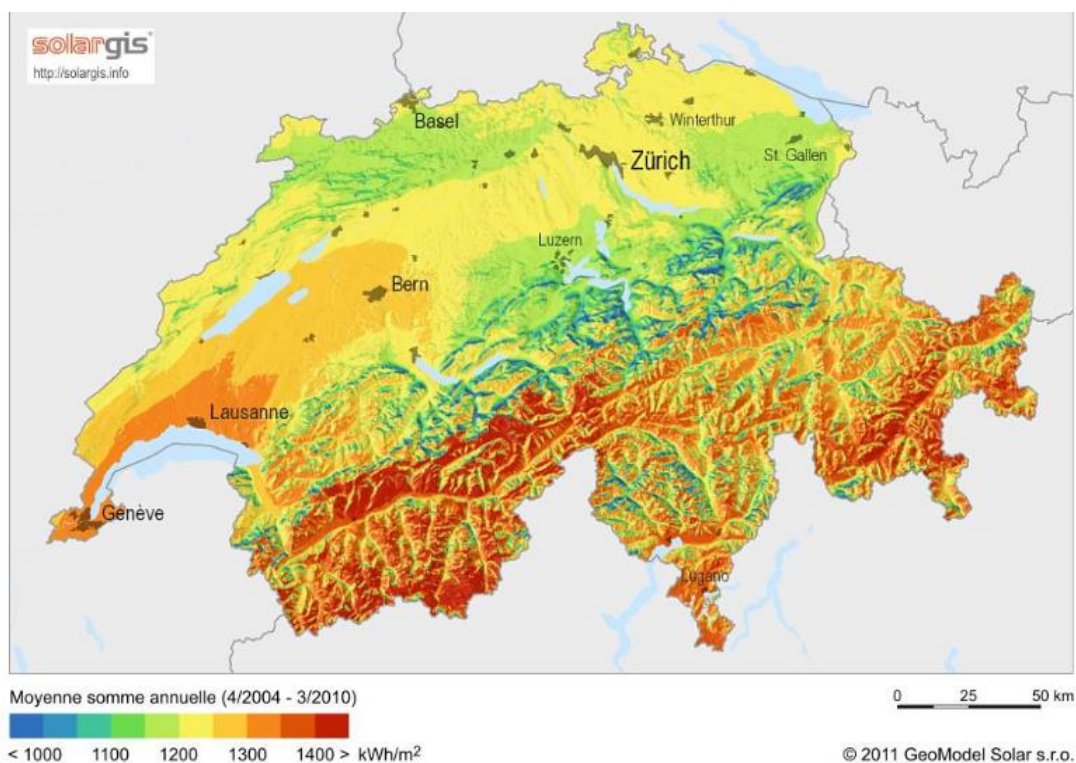 solargis
http://solargis.info
Basel
Winterthur
Zürich
St. Gallen
Luzern
Bern
Lausanne
Genève
Lugano
Moyenne somme annuelle (4/2004 - 3/2010)
0 25 50 km
< 1000 1100 1200 1300 1400 > kWh/m²
© 2011 GeoModel Solar s.r.o.